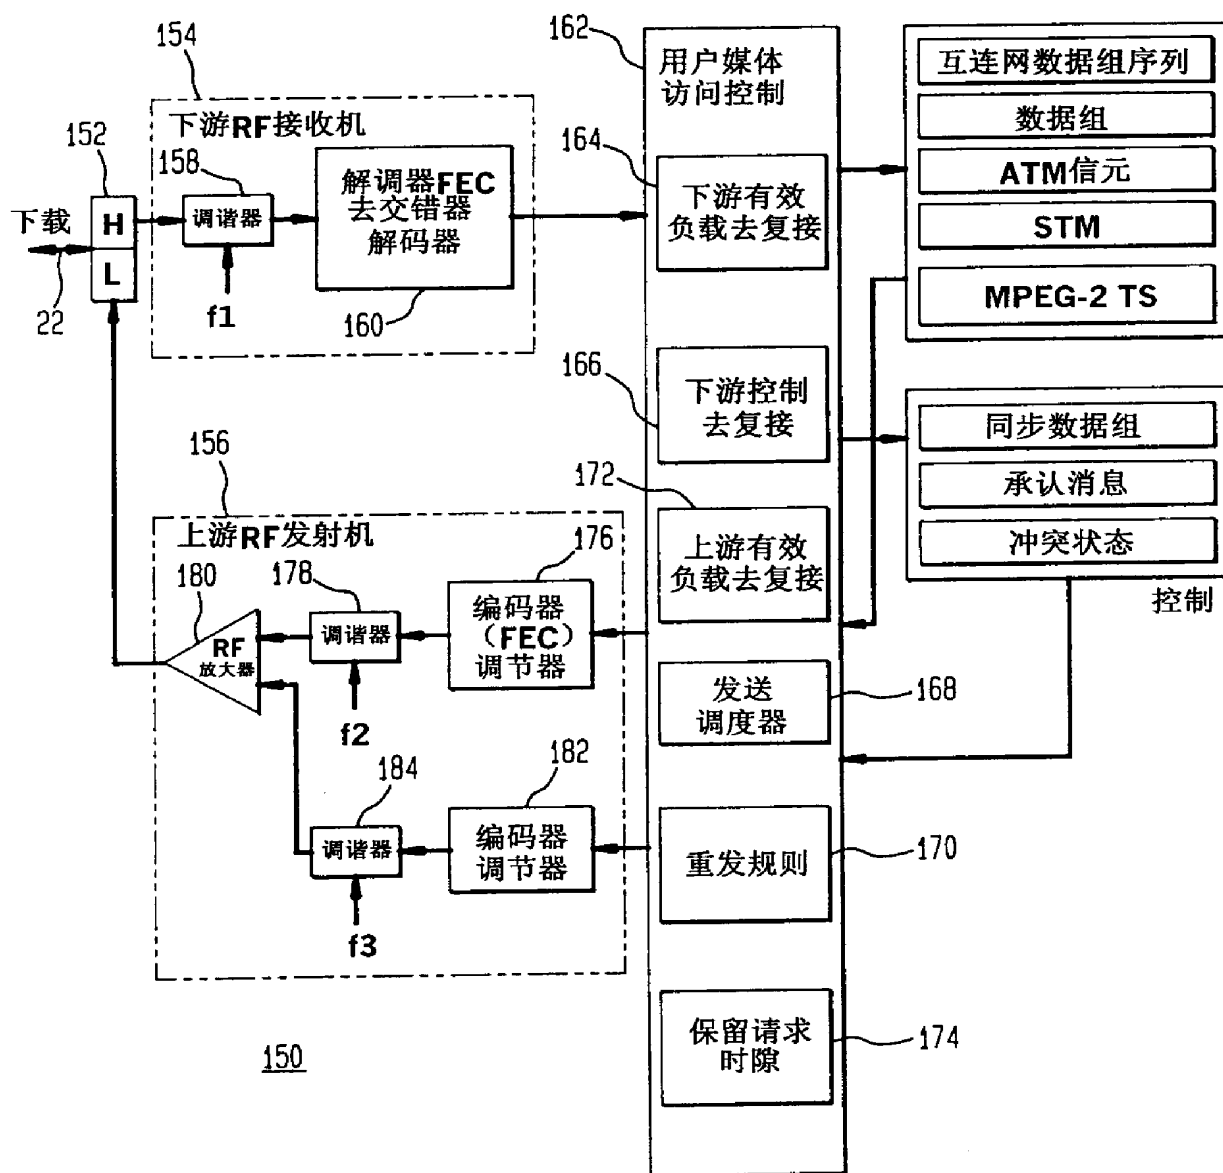 154
下游RF接收机
152
158
调谐器
解调器FEC
去交错器
解码器
下载
H
L
22
f1
160
162
用户媒体
访问控制
164
下游有效
负载去复接
166
下游控制
去复接
172
上游有效
负载去复接
发送
调度器
168
重发规则
170
保留请求
时隙
174
互连网数据组序列
数据组
ATM信元
STM
MPEG-2 TS
同步数据组
承认消息
冲突状态
控制
156
上游RF发射机
180
RF
放大器
178
调谐器
f2
176
编码器
（FEC）
调节器
184
调谐器
f3
182
编码器
调节器
150